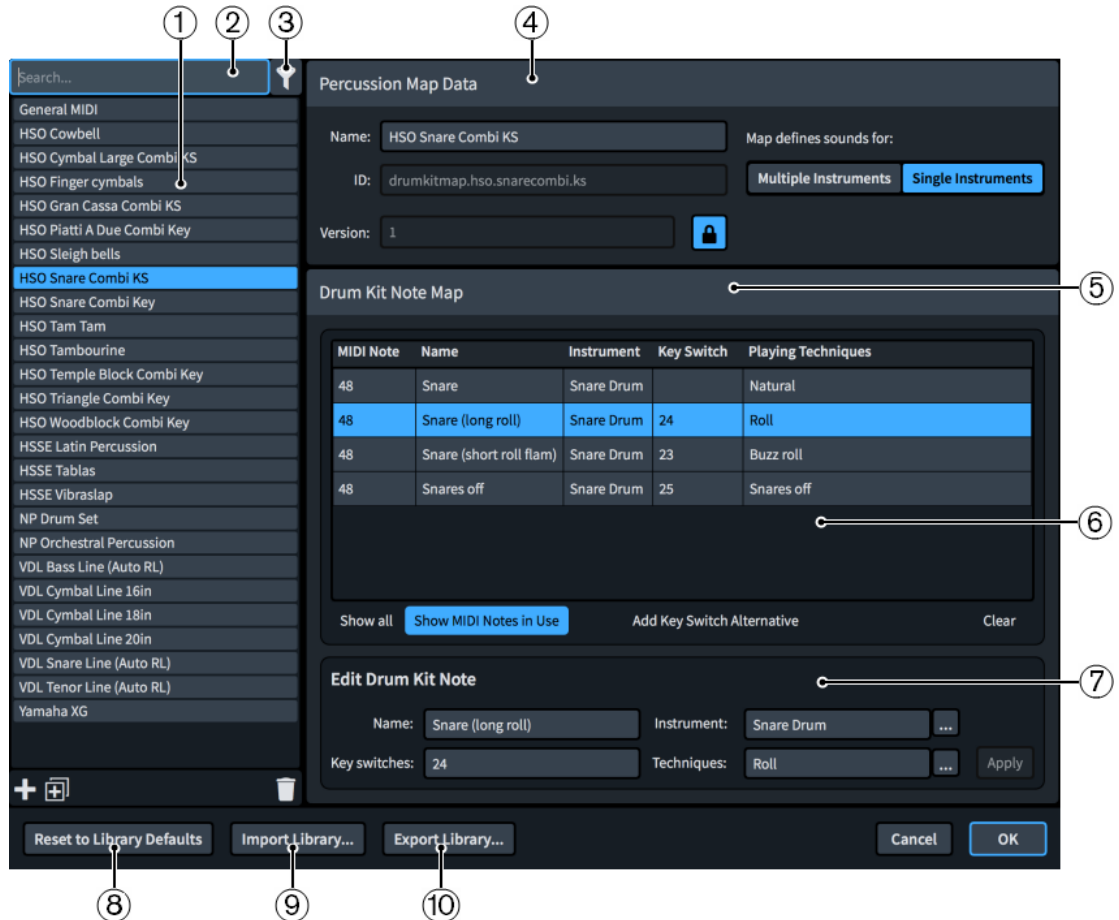 ① ② ③ ④
Search...
General MIDI
HSO Cowbell
HSO Cymbal Large Combi KS
HSO Finger cymbals
HSO Gran Cassa Combi KS
HSO Piatti A Due Combi Key
HSO Sleigh bells
HSO Snare Combi KS
HSO Snare Combi Key
HSO Tam Tam
HSO Tambourine
HSO Temple Block Combi Key
HSO Triangle Combi Key
HSO Woodblock Combi Key
HSSE Latin Percussion
HSSE Tablas
HSSE Vibraslap
NP Drum Set
NP Orchestral Percussion
VDL Bass Line (Auto RL)
VDL Cymbal Line 16in
VDL Cymbal Line 18in
VDL Cymbal Line 20in
VDL Snare Line (Auto RL)
VDL Tenor Line (Auto RL)
Yamaha XG
Percussion Map Data
Name: HSO Snare Combi KS
ID: drumkitmap.hso.snarecombi.ks
Version: 1
Map defines sounds for:
Multiple Instruments Single Instruments
Drum Kit Note Map ⑤
MIDI Note Name Instrument Key Switch Playing Techniques
48 Snare Snare Drum Natural
48 Snare (long roll) Snare Drum 24 Roll
48 Snare (short roll flam) Snare Drum 23 Buzz roll
48 Snares off Snare Drum 25 Snares off
⑥
Show all Show MIDI Notes in Use Add Key Switch Alternative Clear
Edit Drum Kit Note ⑦
Name: Snare (long roll) Instrument: Snare Drum ...
Key switches: 24 Techniques: Roll ... Apply
Reset to Library Defaults Import Library... Export Library... Cancel OK
⑧ ⑨ ⑩